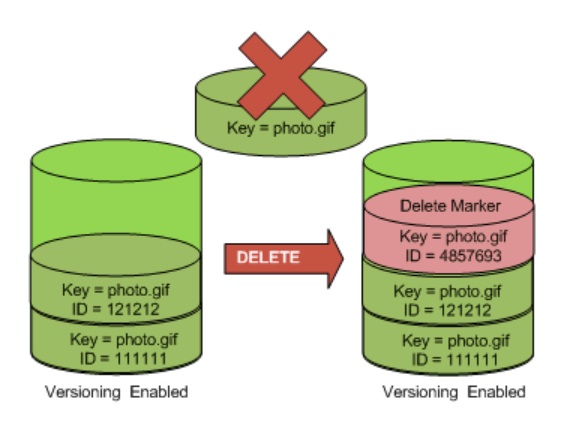 Key = photo.gif
Key = photo.gif
ID = 121212
Key = photo.gif
ID = 111111
Versioning Enabled
DELETE
Delete Marker
Key = photo.gif
ID = 4857693
Key = photo.gif
ID = 121212
Key = photo.gif
ID = 111111
Versioning Enabled